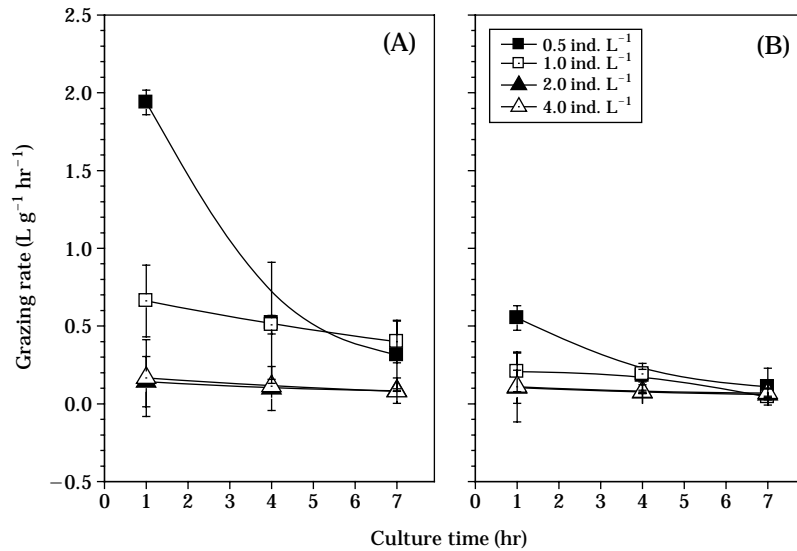 2.5
2.0
1.5
1.0
0.5
0.0
−0.5
Grazing rate (L g⁻¹ hr⁻¹)
(A)
0 1 2 3 4 5 6 7
(B)
0.5 ind. L⁻¹
1.0 ind. L⁻¹
2.0 ind. L⁻¹
4.0 ind. L⁻¹
0 1 2 3 4 5 6 7
Culture time (hr)